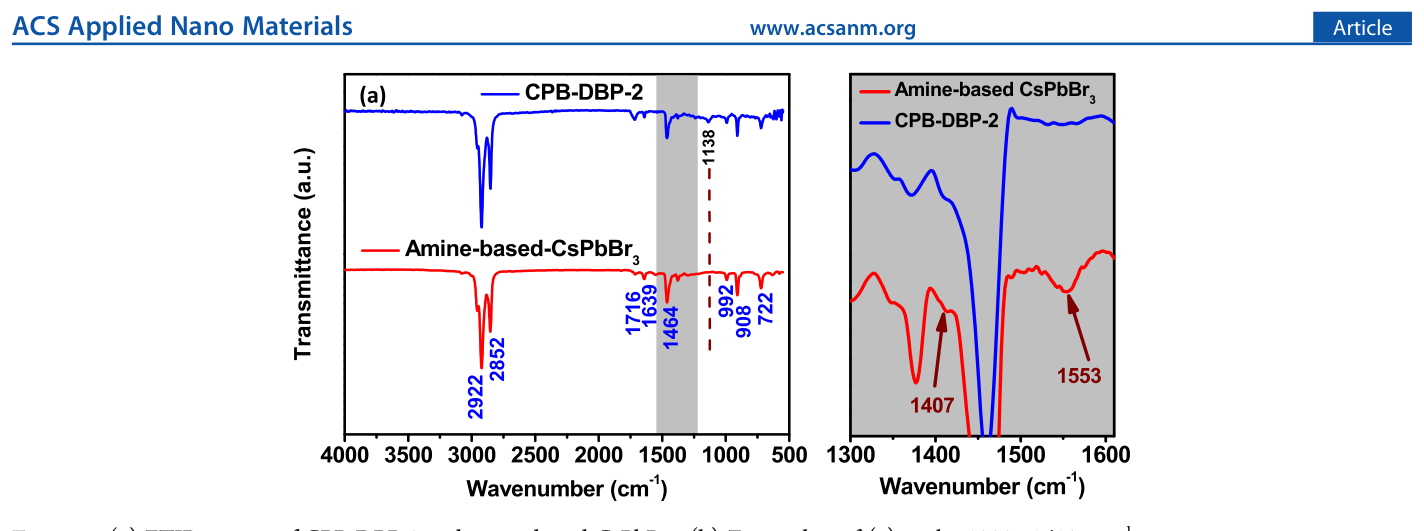 ACS Applied Nano Materials
www.acsanm.org
Article
(a)
CPB-DBP-2
1138
Amine-based-CsPbBr3
2922
2852
1716
1639
1464
992
908
722
Transmittance (a.u.)
4000 3500 3000 2500 2000 1500 1000 500
Wavenumber (cm-1)
Amine-based CsPbBr3
CPB-DBP-2
1407
1553
1300 1400 1500 1600
Wavenumber (cm-1)